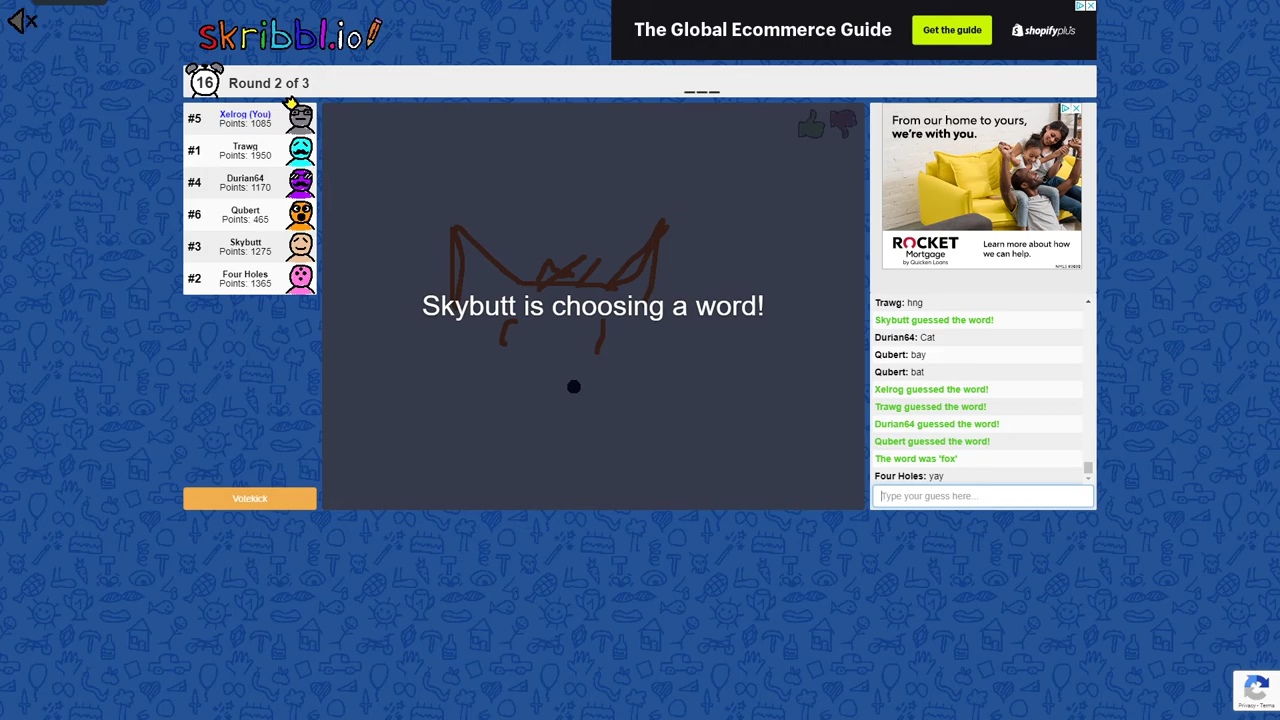 skribbl.io
The Global Ecommerce Guide
Get the guide
shopifyplus
16
Round 2 of 3
_ _ _
#5
Xelrog (You)
Points: 1085
#1
Trawg
Points: 1950
#4
Durian64
Points: 1170
#6
Qubert
Points: 465
#3
Skybutt
Points: 1275
#2
Four Holes
Points: 1365
Votekick
Skybutt is choosing a word!
From our home to yours,
we're with you.
ROCKET
Mortgage
by Quicken Loans
Learn more about how
we can help.
Trawg: hng
Skybutt guessed the word!
Durian64: Cat
Qubert: bay
Qubert: bat
Xelrog guessed the word!
Trawg guessed the word!
Durian64 guessed the word!
Qubert guessed the word!
The word was 'fox'
Four Holes: yay
Type your guess here...
Privacy - Terms